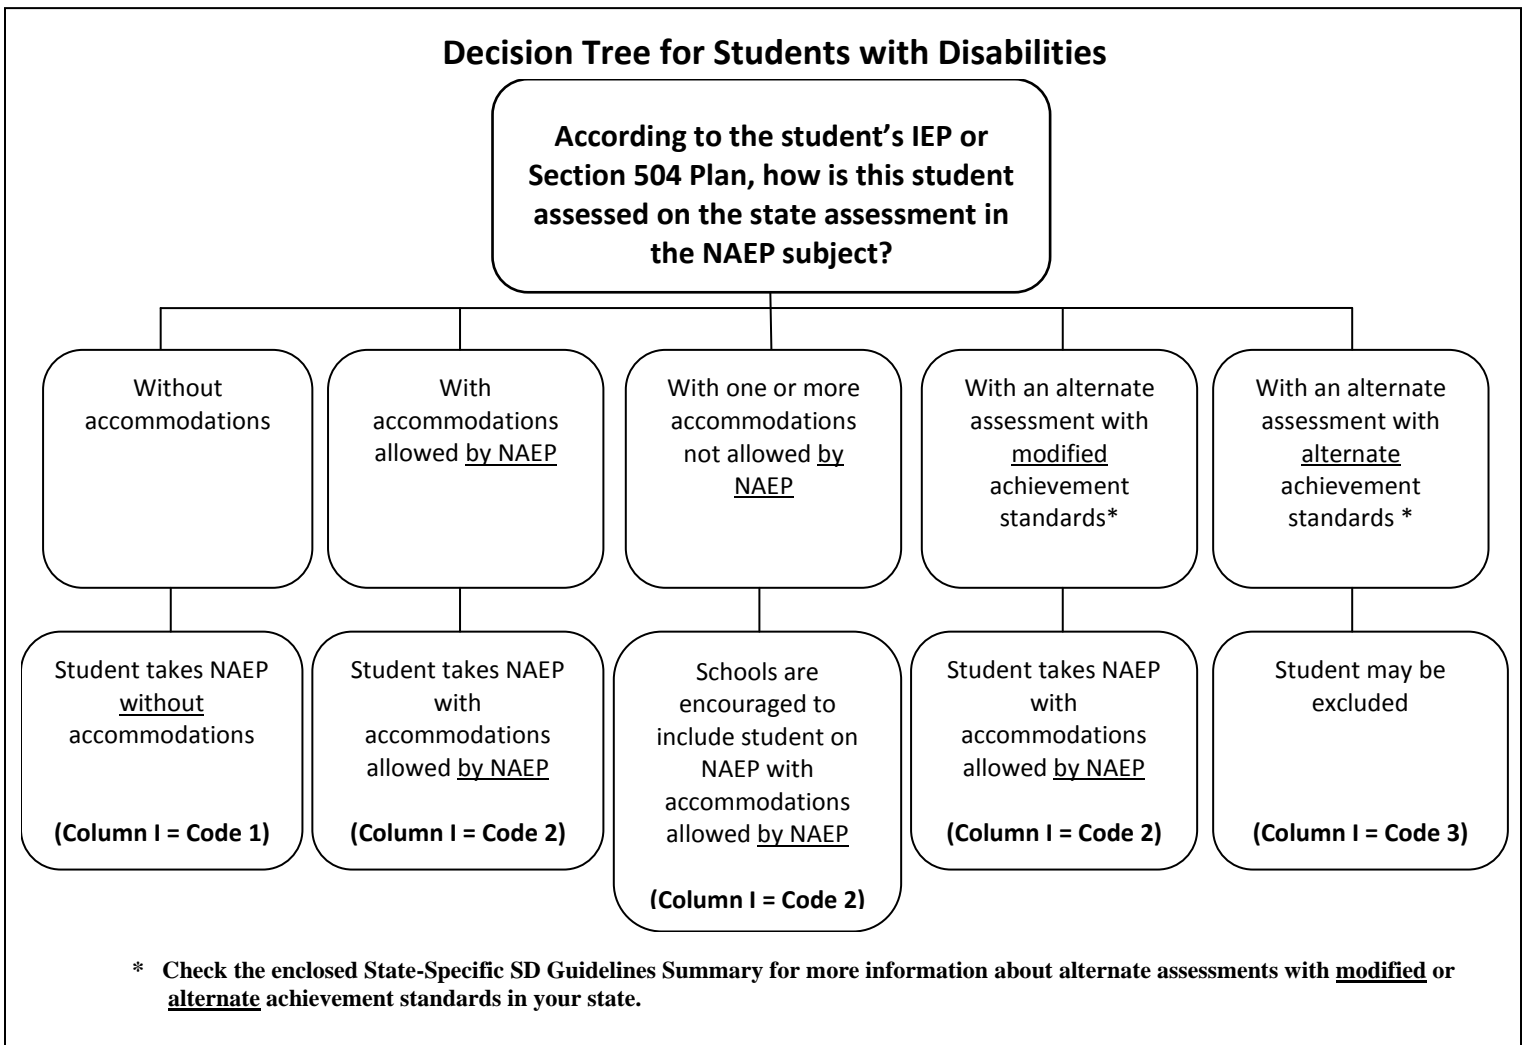 Decision Tree for Students with Disabilities
According to the student’s IEP or
Section 504 Plan, how is this student
assessed on the state assessment in
the NAEP subject?
Without
accommodations
With
accommodations
allowed by NAEP
With one or more
accommodations
not allowed by
NAEP
With an alternate
assessment with
modified
achievement
standards*
With an alternate
assessment with
alternate
achievement
standards *
Student takes NAEP
without
accommodations
(Column I = Code 1)
Student takes NAEP
with
accommodations
allowed by NAEP
(Column I = Code 2)
Schools are
encouraged to
include student on
NAEP with
accommodations
allowed by NAEP
(Column I = Code 2)
Student takes NAEP
with
accommodations
allowed by NAEP
(Column I = Code 2)
Student may be
excluded
(Column I = Code 3)
* Check the enclosed State-Specific SD Guidelines Summary for more information about alternate assessments with modified or
alternate achievement standards in your state.